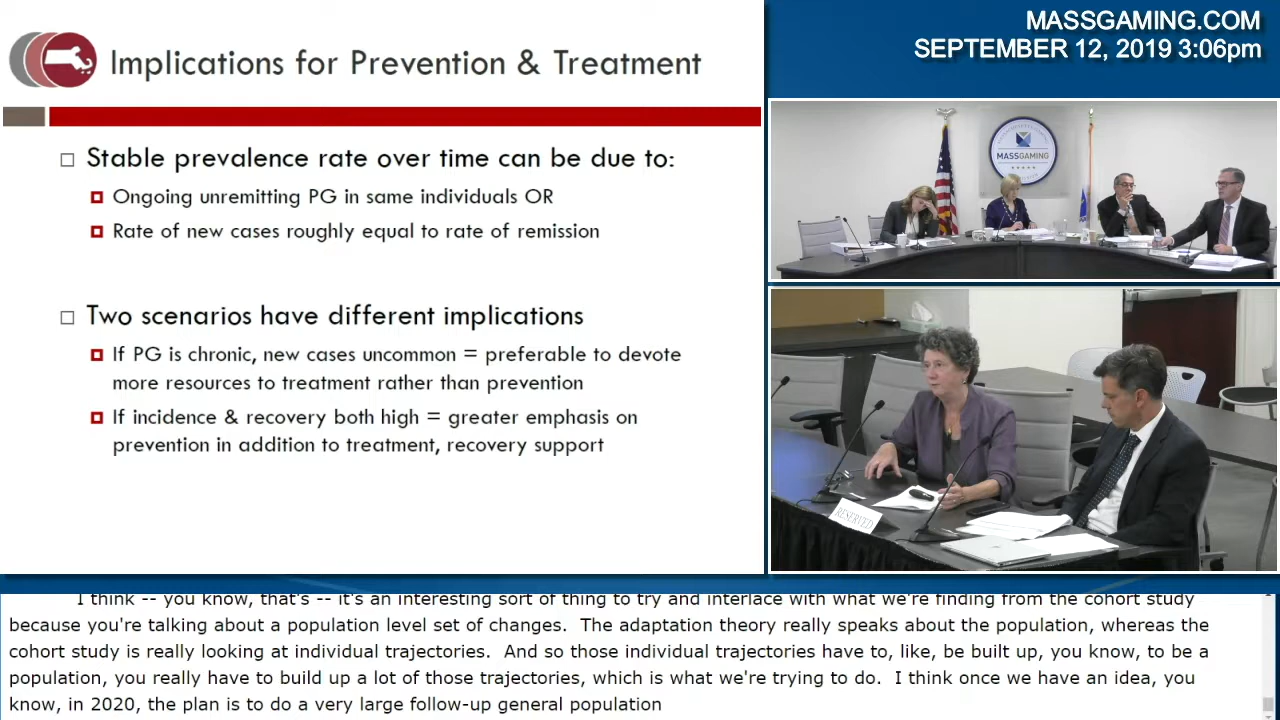 Implications for Prevention & Treatment
Stable prevalence rate over time can be due to:
Ongoing unremitting PG in same individuals OR
Rate of new cases roughly equal to rate of remission
Two scenarios have different implications
If PG is chronic, new cases uncommon = preferable to devote
more resources to treatment rather than prevention
If incidence & recovery both high = greater emphasis on
prevention in addition to treatment, recovery support
MASSGAMING.COM
SEPTEMBER 12, 2019 3:06pm
MASSGAMING
RESERVED
I think -- you know, that's -- it's an interesting sort of thing to try and interlace with what we're finding from the cohort study
because you're talking about a population level set of changes.  The adaptation theory really speaks about the population, whereas the
cohort study is really looking at individual trajectories.  And so those individual trajectories have to, like, be built up, you know, to be a
population, you really have to build up a lot of those trajectories, which is what we're trying to do.  I think once we have an idea, you
know, in 2020, the plan is to do a very large follow-up general population